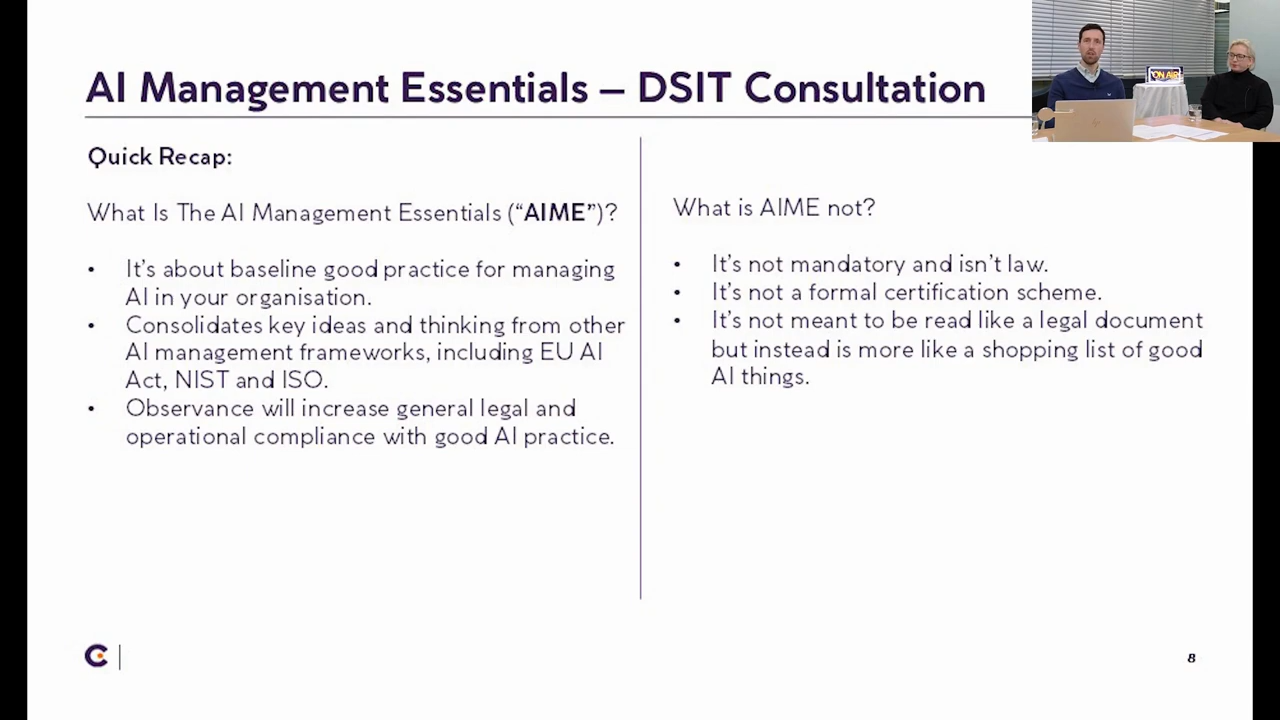 AI Management Essentials – DSIT Consultation
ON AIR
Quick Recap:
What Is The AI Management Essentials (“AIME”)?
• It’s about baseline good practice for managing
AI in your organisation.
• Consolidates key ideas and thinking from other
AI management frameworks, including EU AI
Act, NIST and ISO.
• Observance will increase general legal and
operational compliance with good AI practice.
What is AIME not?
• It’s not mandatory and isn’t law.
• It’s not a formal certification scheme.
• It’s not meant to be read like a legal document
but instead is more like a shopping list of good
AI things.
8